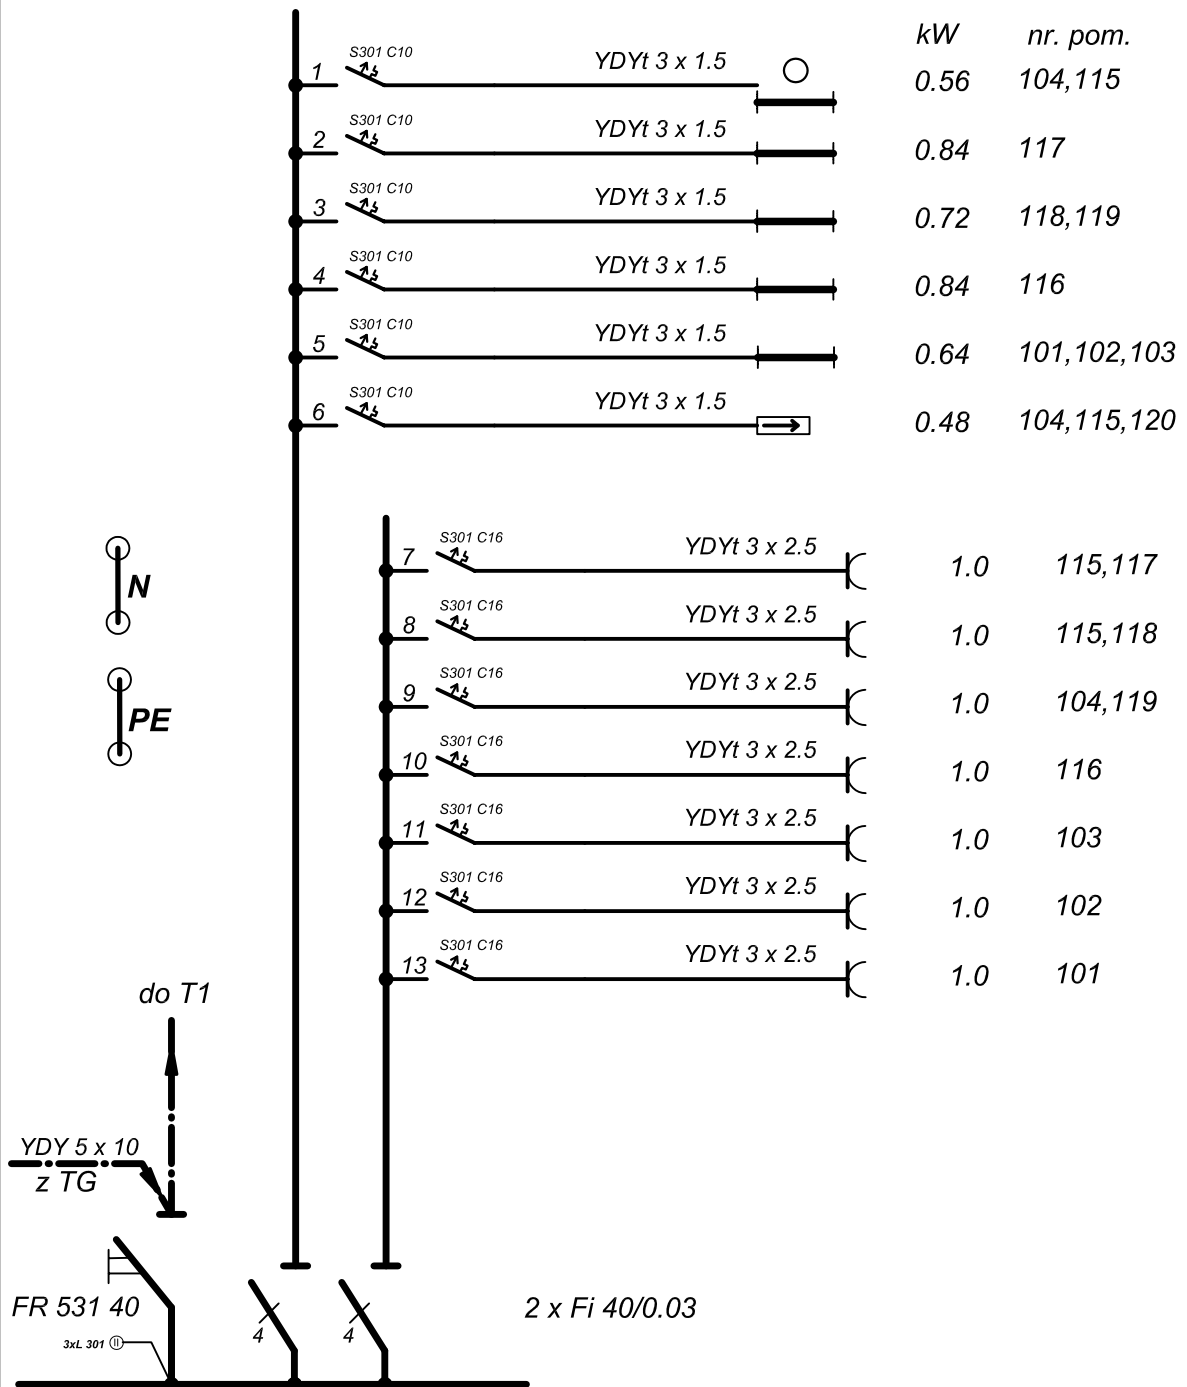 kW nr. pom.
S301 C10
1 YDYt 3 x 1.5 0.56 104,115
S301 C10
2 YDYt 3 x 1.5 0.84 117
S301 C10
3 YDYt 3 x 1.5 0.72 118,119
S301 C10
4 YDYt 3 x 1.5 0.84 116
S301 C10
5 YDYt 3 x 1.5 0.64 101,102,103
S301 C10
6 YDYt 3 x 1.5 0.48 104,115,120
S301 C16
7 YDYt 3 x 2.5 1.0 115,117
N
S301 C16
8 YDYt 3 x 2.5 1.0 115,118
S301 C16
9 YDYt 3 x 2.5 1.0 104,119
PE
S301 C16
10 YDYt 3 x 2.5 1.0 116
S301 C16
11 YDYt 3 x 2.5 1.0 103
S301 C16
12 YDYt 3 x 2.5 1.0 102
S301 C16
13 YDYt 3 x 2.5 1.0 101
do T1
YDY 5 x 10
z TG
FR 531 40
2 x Fi 40/0.03
4 4
3xL 301 II